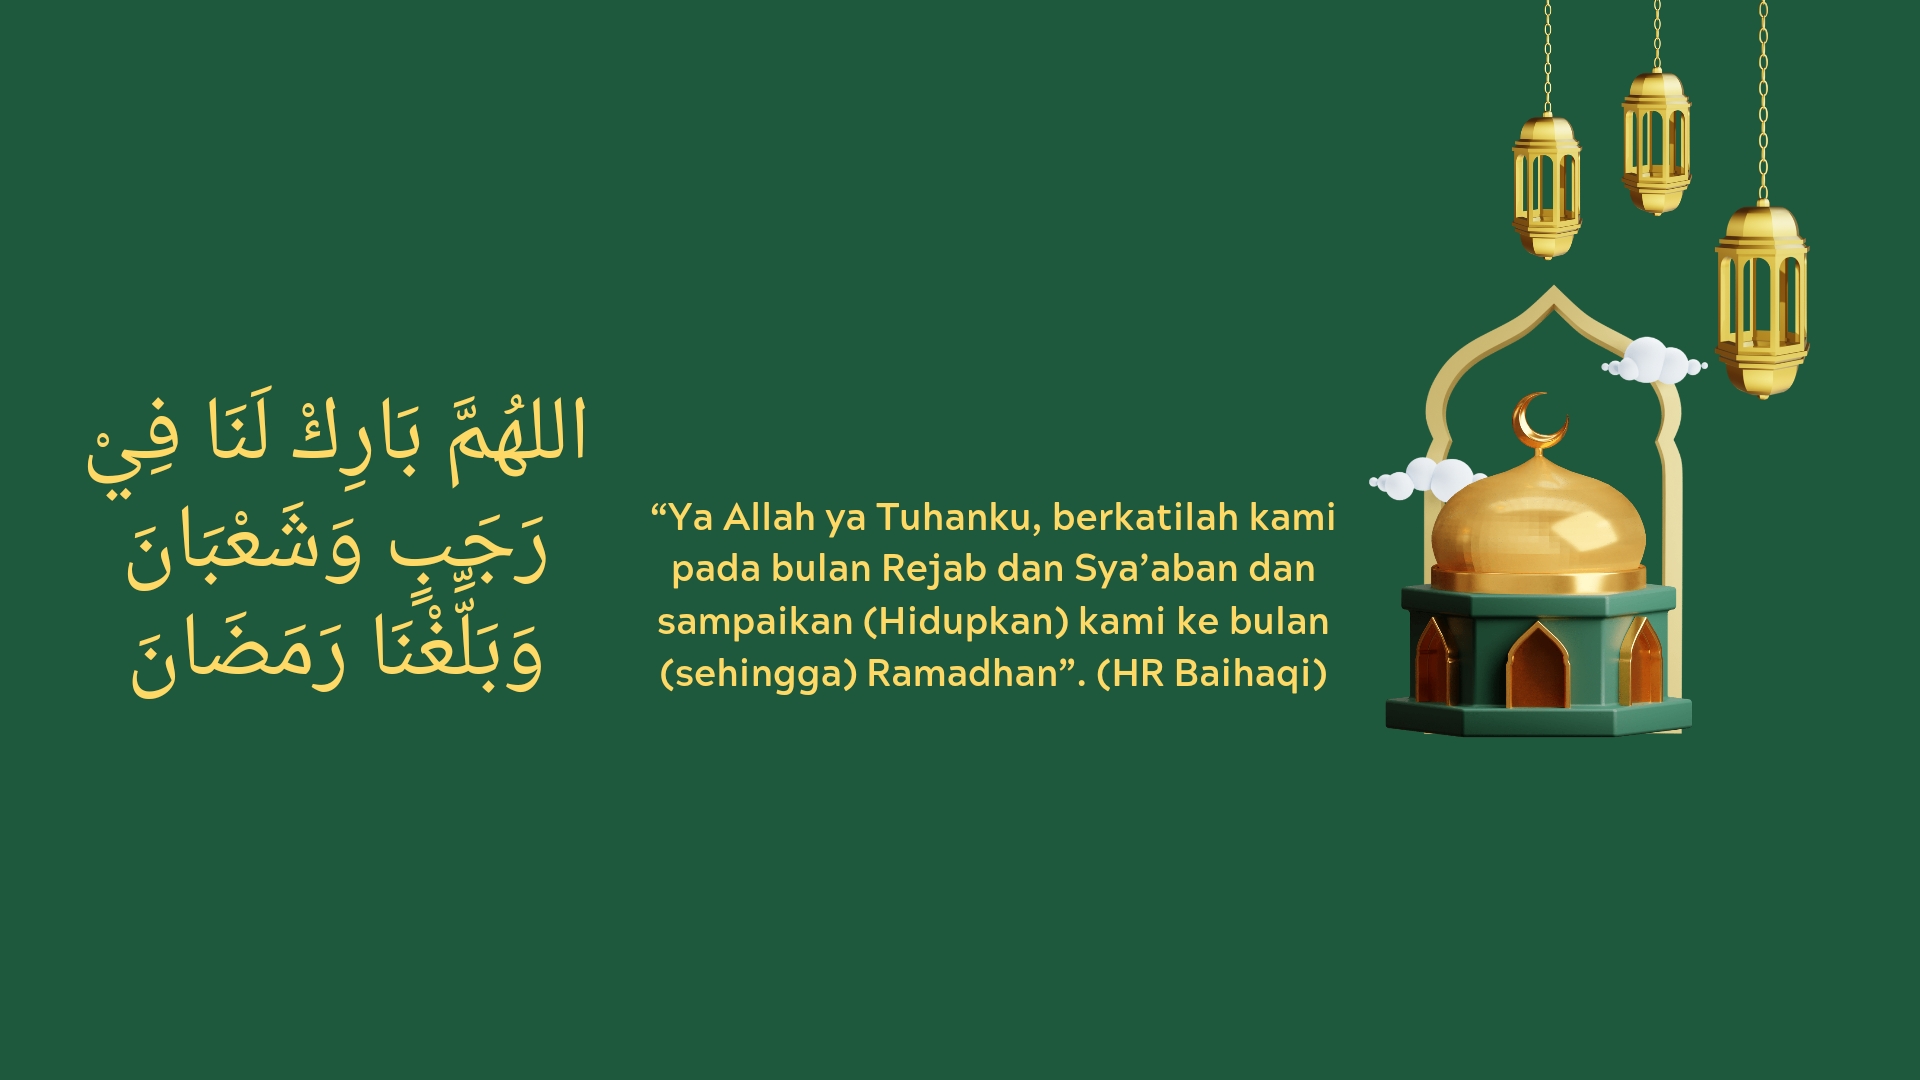 اللهُمَّ بَارِكْ لَنَا فِيْ
رَجَبٍ وَشَعْبَانَ
وَبَلِّغْنَا رَمَضَانَ
“Ya Allah ya Tuhanku, berkatilah kami
pada bulan Rejab dan Sya’aban dan
sampaikan (Hidupkan) kami ke bulan
(sehingga) Ramadhan”. (HR Baihaqi)